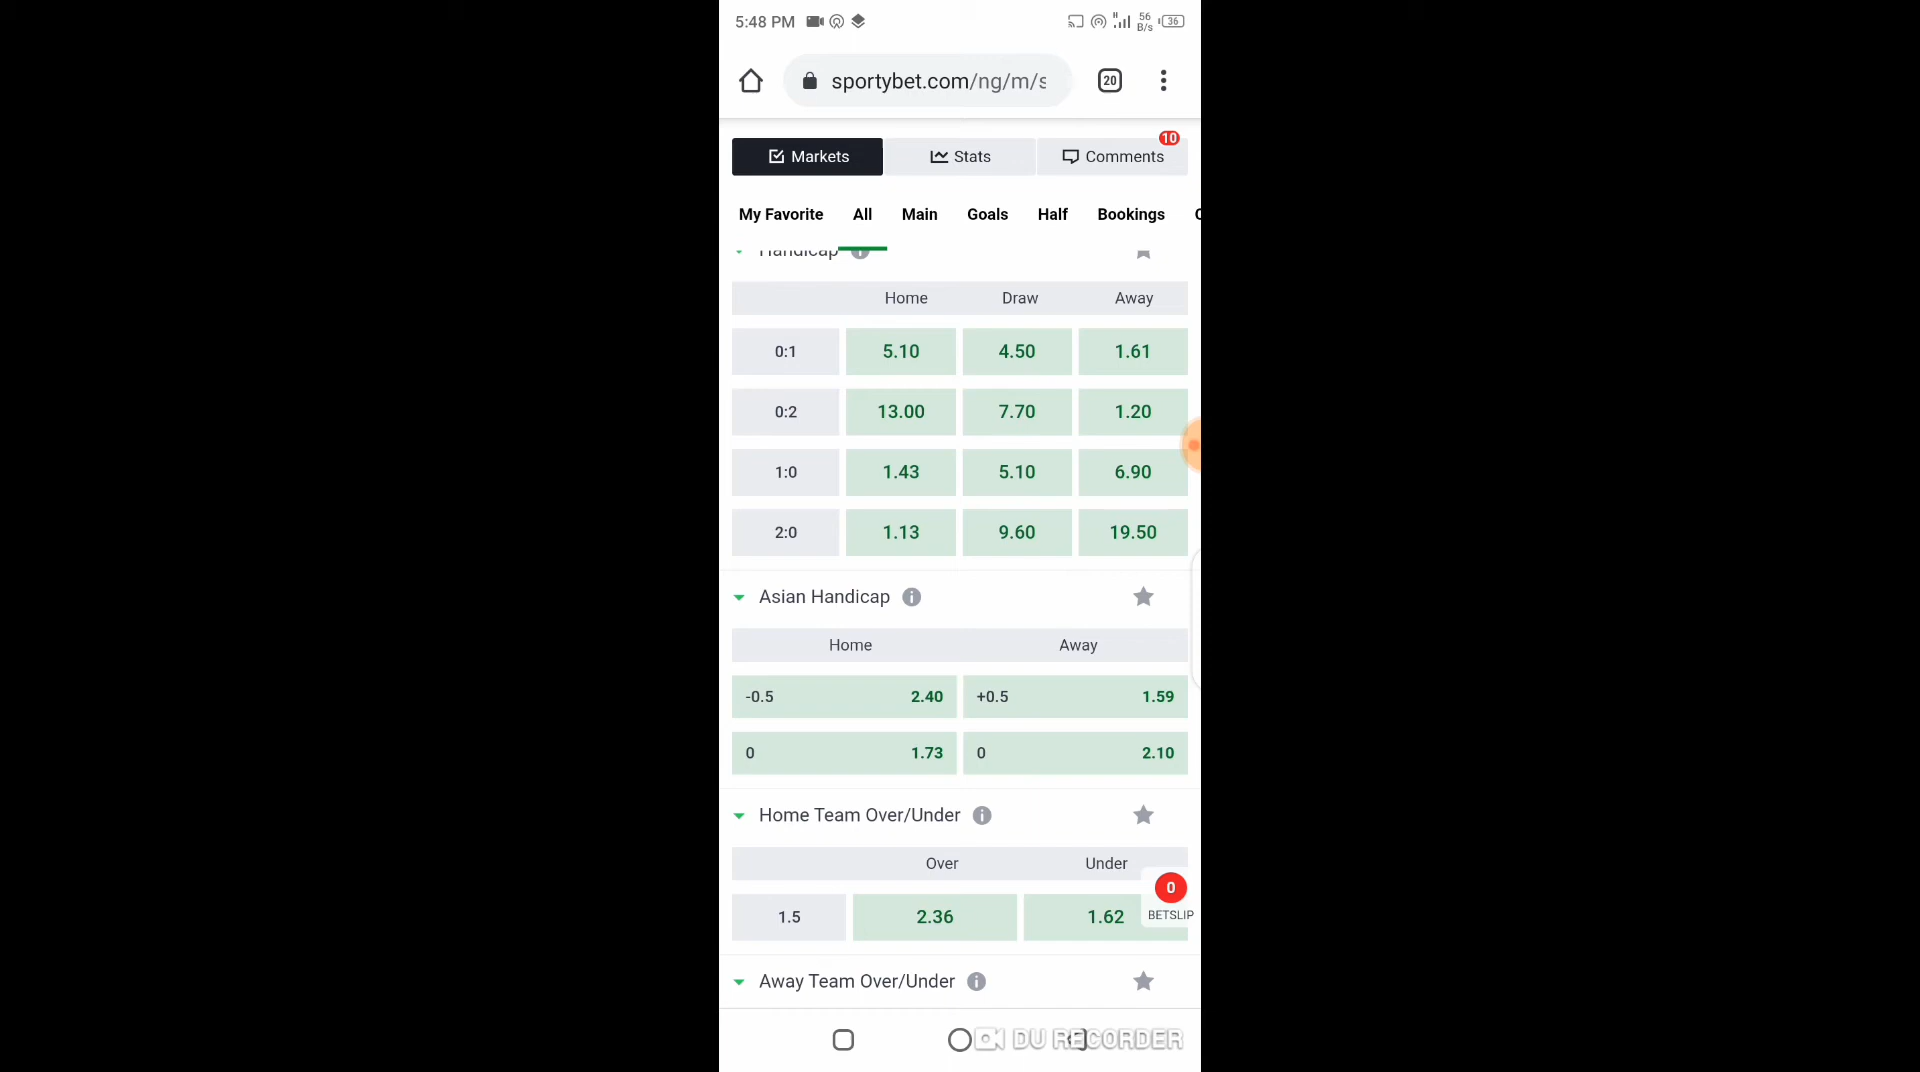 5:48 PM
56
B/s
36
sportybet.com/ng/m/s
20
Markets
Stats
Comments
10
My Favorite
All
Main
Goals
Half
Bookings
Handicap
Home
Draw
Away
0:1
5.10
4.50
1.61
0:2
13.00
7.70
1.20
1:0
1.43
5.10
6.90
2:0
1.13
9.60
19.50
Asian Handicap
Home
Away
-0.5
2.40
+0.5
1.59
0
1.73
0
2.10
Home Team Over/Under
Over
Under
1.5
2.36
1.62
0
BETSLIP
Away Team Over/Under
DU RECORDER